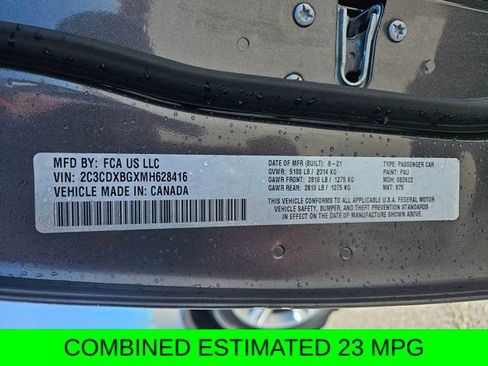 MFD BY: FCA US LLC
VIN: 2C3CDXBGXMH628416
VEHICLE MADE IN: CANADA
DATE OF MFR (BUILT): 8-21
TYPE: PASSENGER CAR
GVWR: 5100 LB / 2314 KG
PAINT: PAU
GAWR FRONT: 2810 LB / 1275 KG
MDH: 082922
GAWR REAR: 2810 LB / 1275 KG
MKT: 875
THIS VEHICLE CONFORMS TO ALL APPLICABLE U.S.A. FEDERAL MOTOR
VEHICLE SAFETY, BUMPER, AND THEFT PREVENTION STANDARDS
IN EFFECT ON THE DATE OF MANUFACTURE SHOWN ABOVE.
COMBINED ESTIMATED 23 MPG